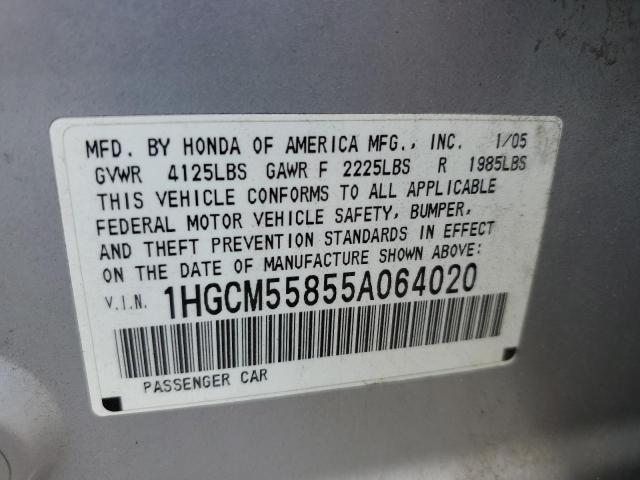 MFD. BY HONDA OF AMERICA MFG., INC. 1/05
GVWR 4125LBS GAWR F 2225LBS R 1985LBS
THIS VEHICLE CONFORMS TO ALL APPLICABLE
FEDERAL MOTOR VEHICLE SAFETY, BUMPER,
AND THEFT PREVENTION STANDARDS IN EFFECT
ON THE DATE OF MANUFACTURE SHOWN ABOVE:
V.I.N. 1HGCM55855A064020
PASSENGER CAR